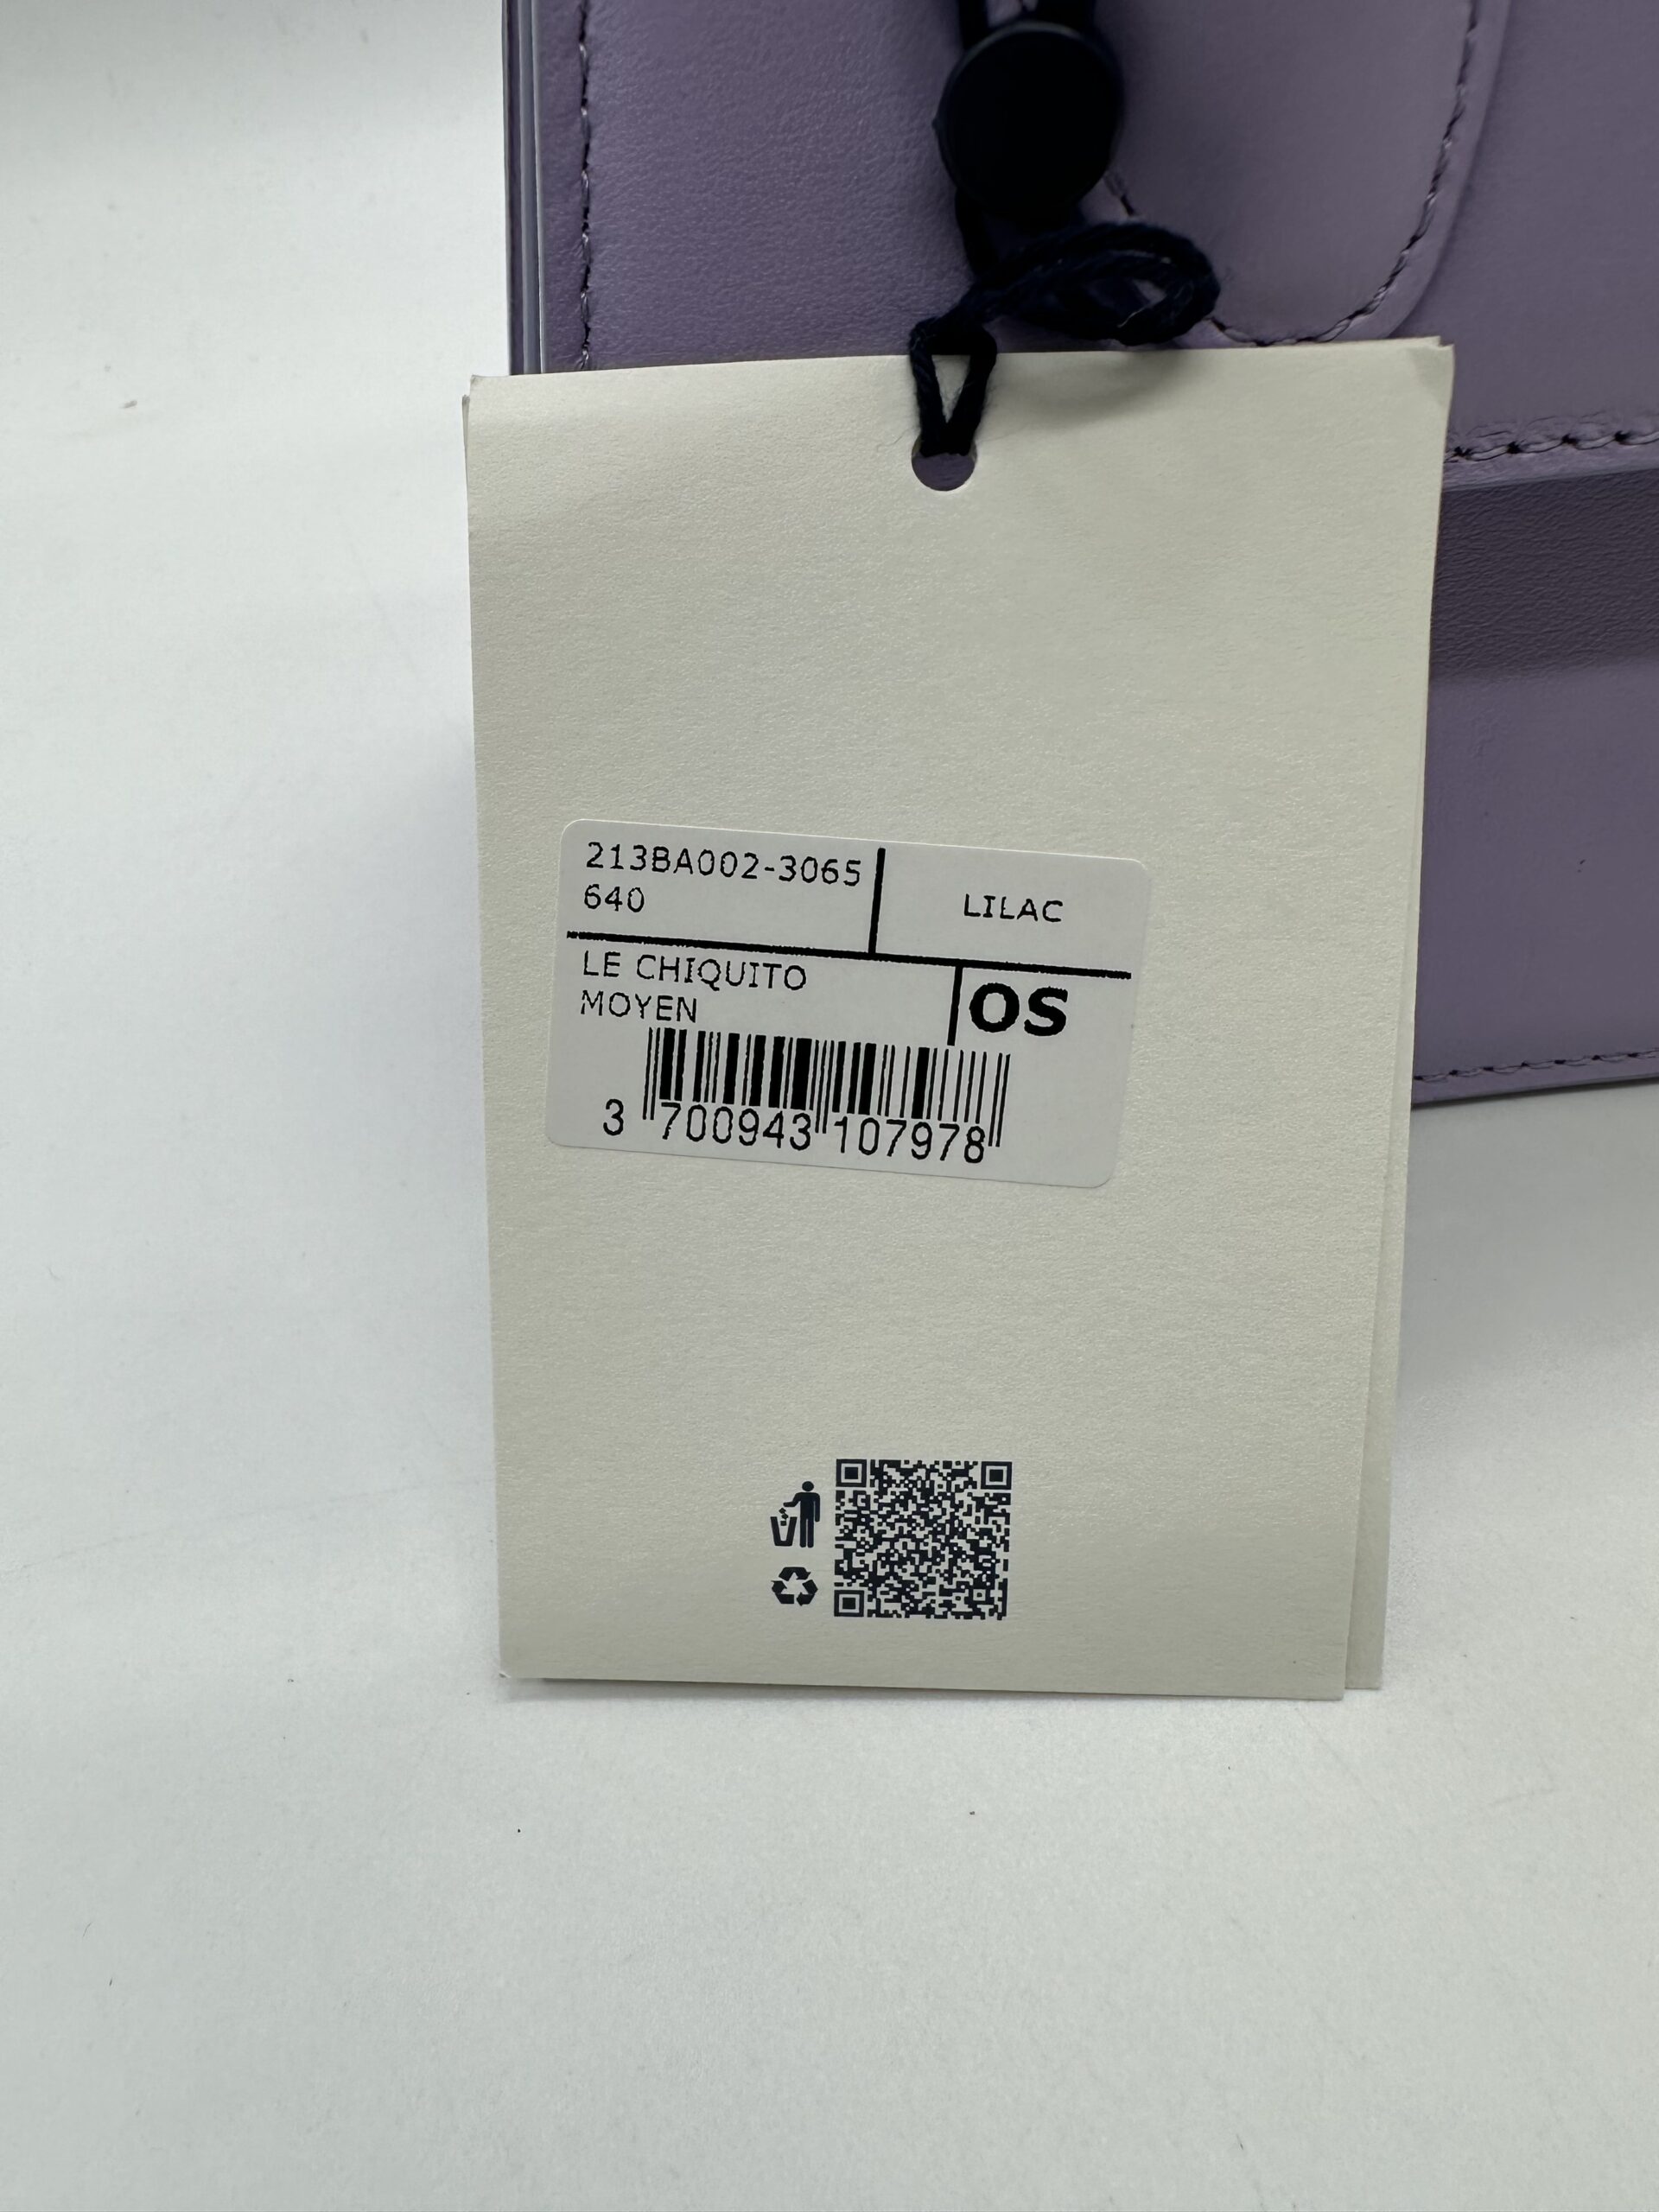 213BA002-3065
640
LILAC
LE CHIQUITO
MOYEN
OS
3 700943 107978